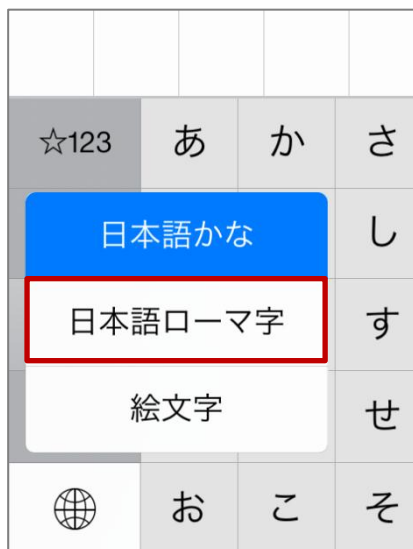 ☆123 あ か さ
日本語かな し
日本語ローマ字 す
絵文字 せ
お こ そ